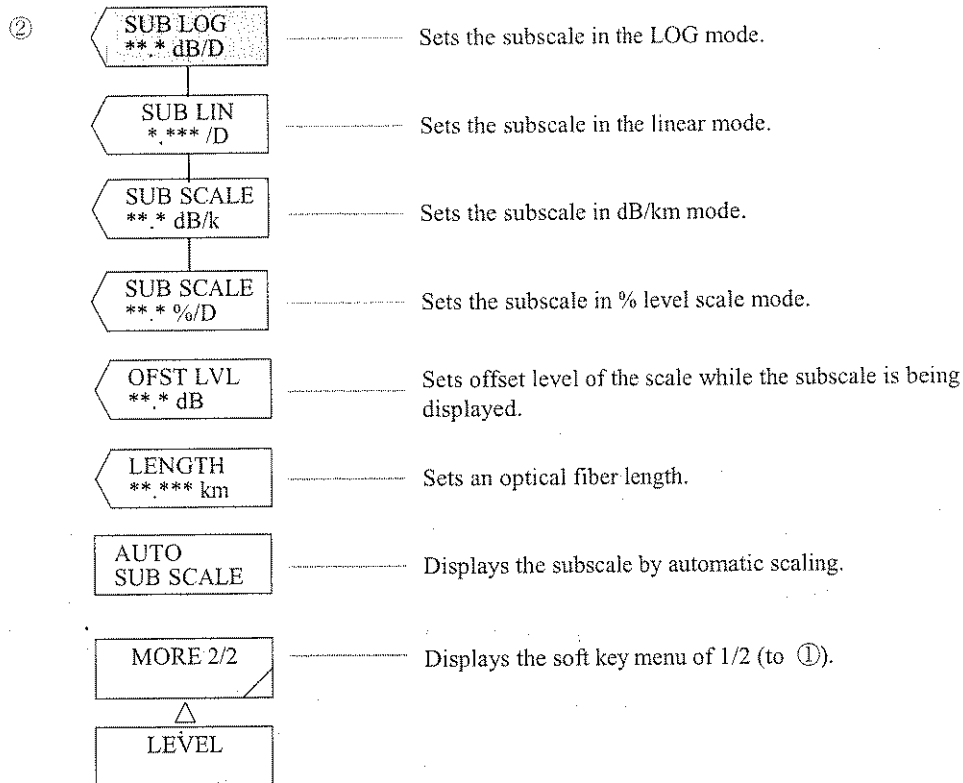 ②
SUB LOG
**.* dB/D
Sets the subscale in the LOG mode.
SUB LIN
*.*** /D
Sets the subscale in the linear mode.
SUB SCALE
**.* dB/k
Sets the subscale in dB/km mode.
SUB SCALE
**.* %/D
Sets the subscale in % level scale mode.
OFST LVL
**.* dB
Sets offset level of the scale while the subscale is being
displayed.
LENGTH
**.*** km
Sets an optical fiber length.
AUTO
SUB SCALE
Displays the subscale by automatic scaling.
MORE 2/2
Displays the soft key menu of 1/2 (to ①).
LEVEL